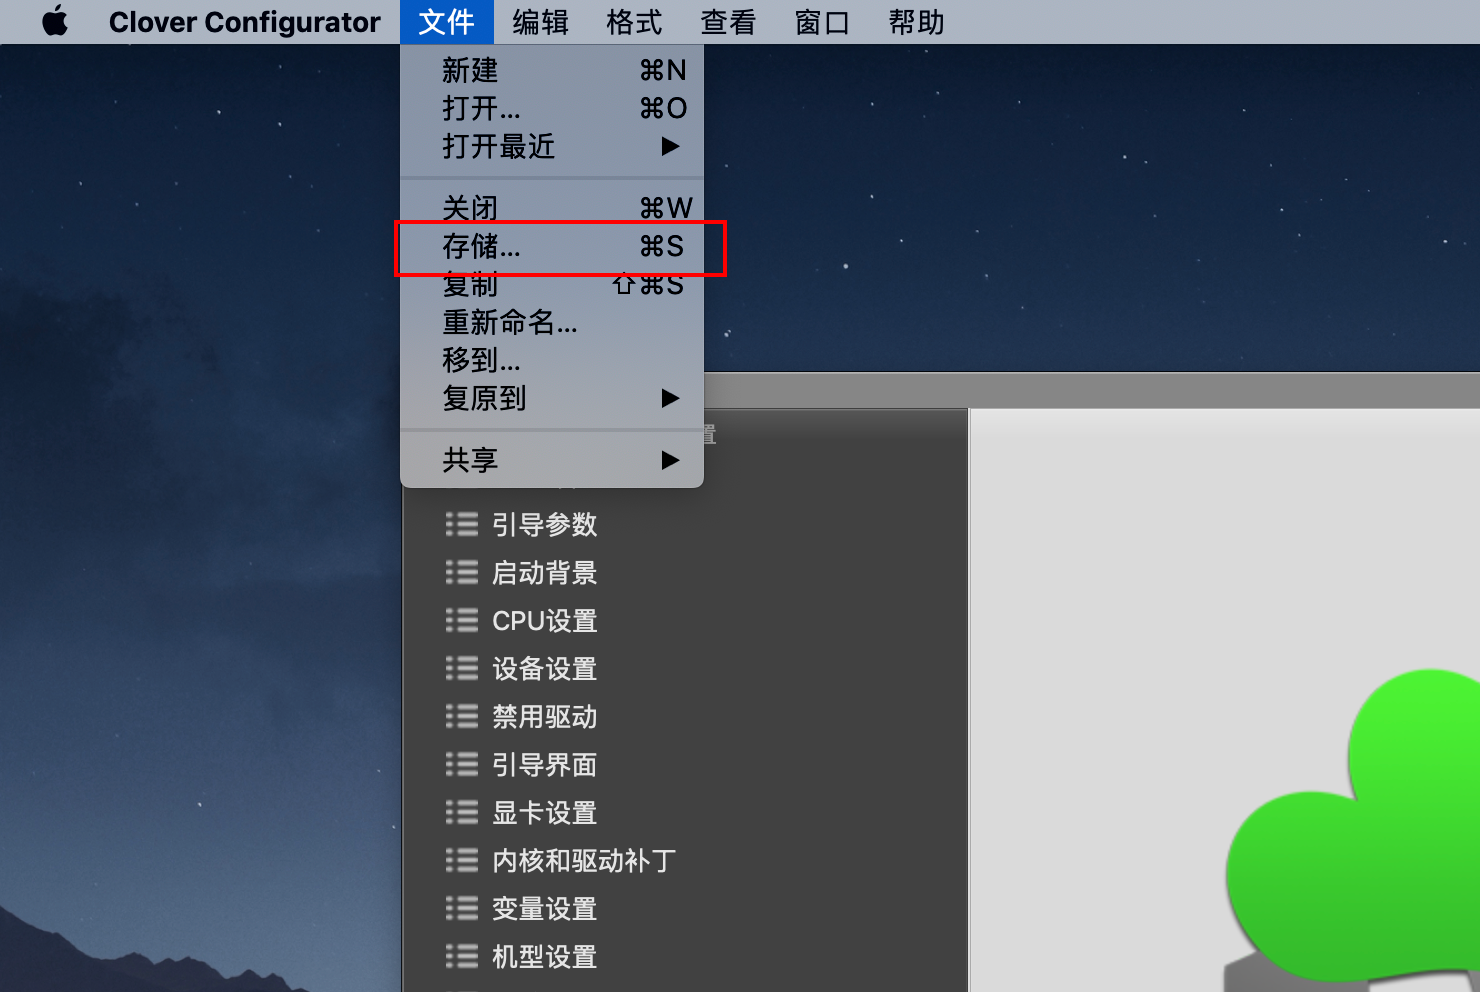 Clover Configurator 文件 编辑 格式 查看 窗口 帮助
新建 ⌘N
打开... ⌘O
打开最近 ▶
关闭 ⌘W
存储... ⌘S
复制 ⇧⌘S
重新命名...
移到...
复原到 ▶
置
共享 ▶
引导参数
启动背景
CPU设置
设备设置
禁用驱动
引导界面
显卡设置
内核和驱动补丁
变量设置
机型设置